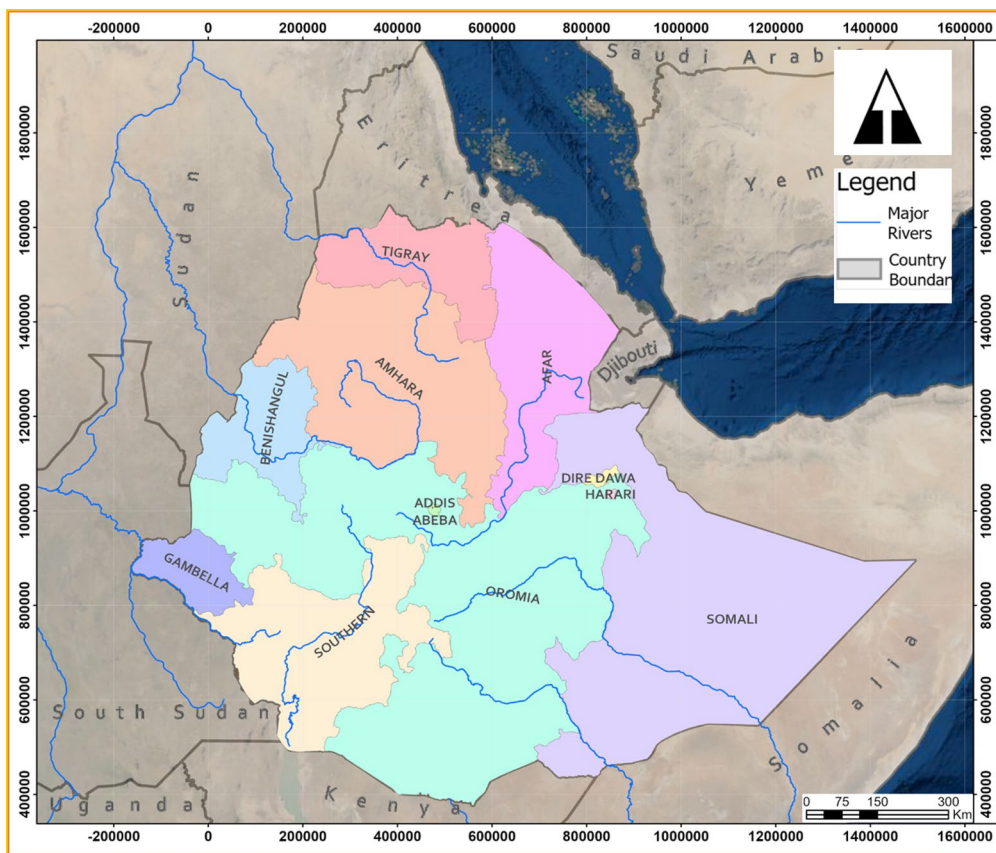 -200000 0 200000 400000 600000 800000 1000000 1200000 1400000 1600000
Saudi Arabia
Eritrea
Yeme
Sudan
Legend
Major
Rivers
Country
Boundar
TIGRAY
AMHARA
AFAR
Djibouti
BENISHANGUL
DIRE DAWA
HARARI
ADDIS
ABEBA
GAMBELLA
OROMIA
SOUTHERN
SOMALI
South Sudan
Somalia
Uganda
Kenya
0 75 150 300
Km
1800000
1600000
1400000
1200000
1000000
800000
600000
400000
1800000
1600000
1400000
1200000
1000000
800000
600000
400000
-200000 0 200000 400000 600000 800000 1000000 1200000 1400000 1600000